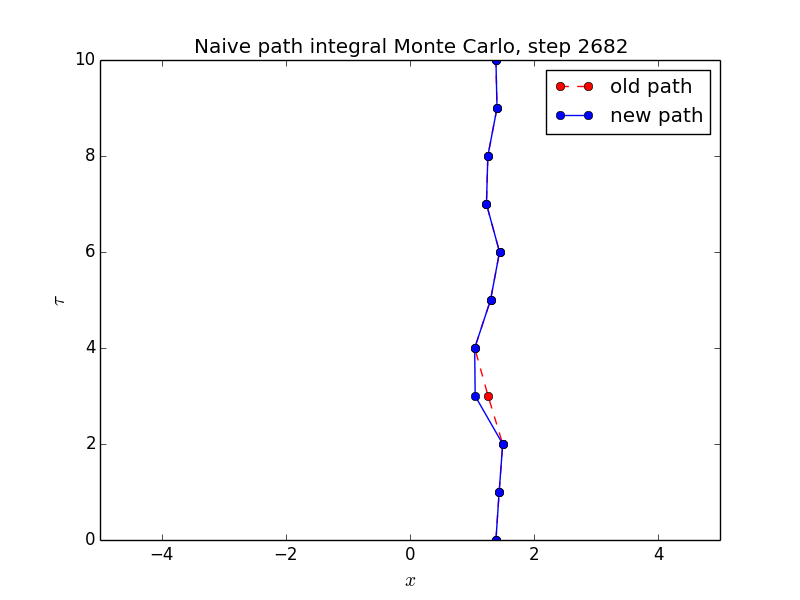 Naive path integral Monte Carlo, step 2682
old path
new path
10
8
6
4
2
0
τ
−4
−2
0
2
4
x